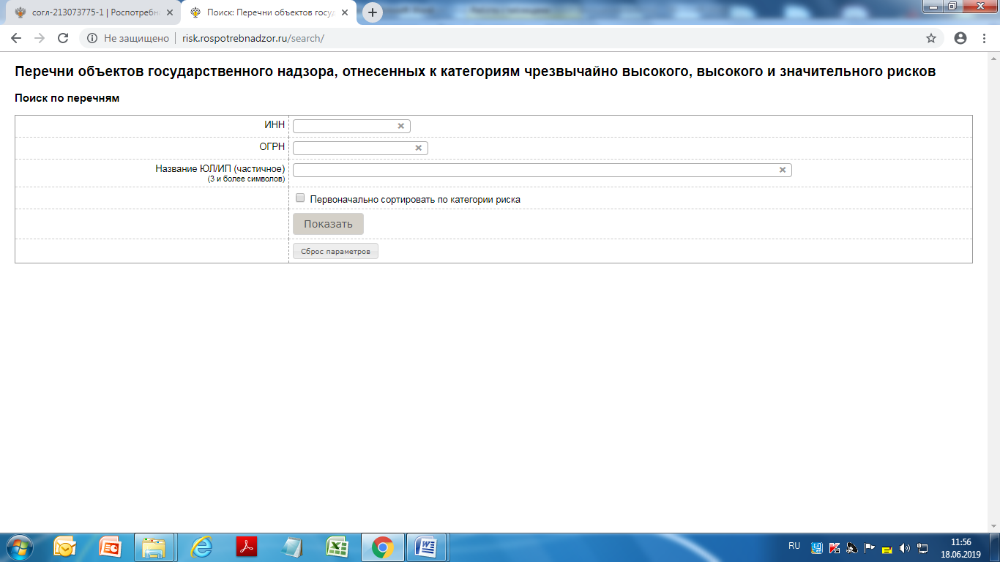 согл-213073775-1 | Роспотребн
Поиск: Перечни объектов госу
Не защищено | risk.rospotrebnadzor.ru/search/
Перечни объектов государственного надзора, отнесенных к категориям чрезвычайно высокого, высокого и значительного рисков
Поиск по перечням
ИНН
ОГРН
Название ЮЛ/ИП (частичное)
(3 и более символов)
Первоначально сортировать по категории риска
Показать
Сброс параметров
RU
11:56
18.06.2019